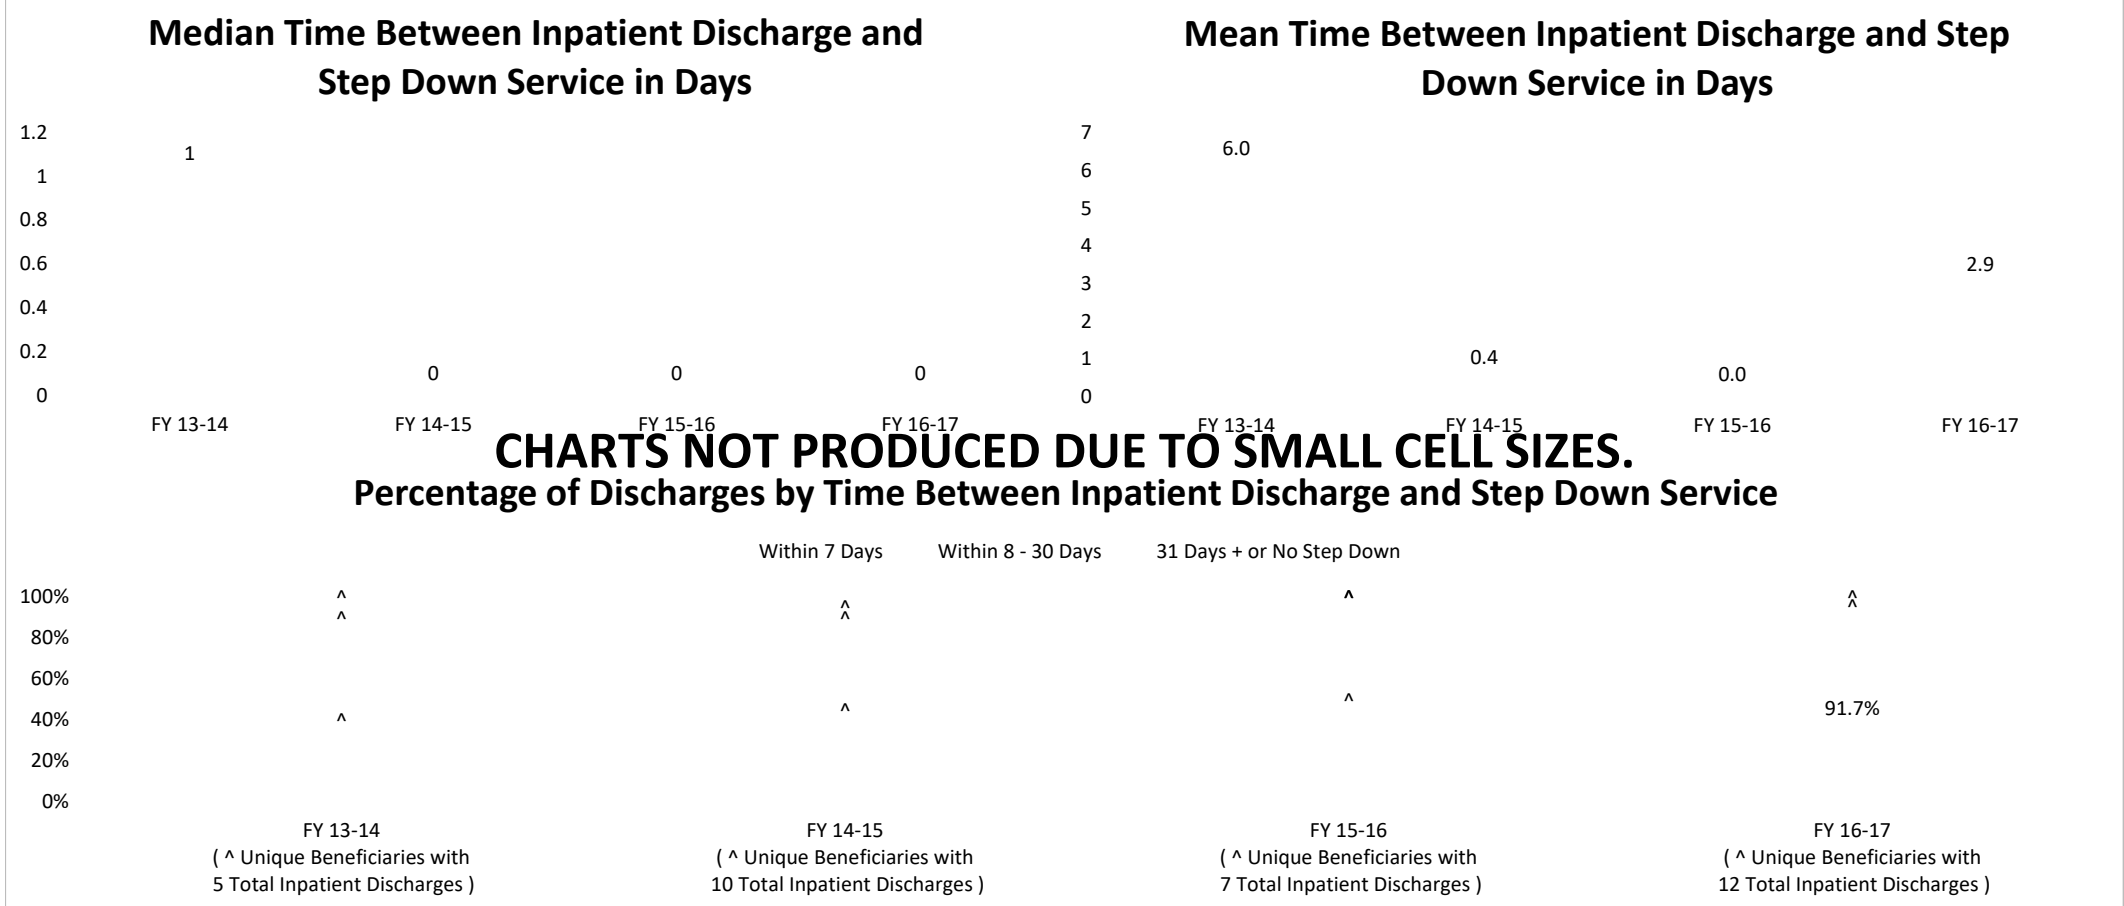 Median Time Between Inpatient Discharge and
Step Down Service in Days
1.2
1
0.8
0.6
0.4
0.2
0
1
0
0
0
FY 13-14
FY 14-15
FY 15-16
FY 16-17
Mean Time Between Inpatient Discharge and Step
Down Service in Days
7
6
5
4
3
2
1
0
6.0
0.4
0.0
2.9
FY 13-14
FY 14-15
FY 15-16
FY 16-17
CHARTS NOT PRODUCED DUE TO SMALL CELL SIZES.
Percentage of Discharges by Time Between Inpatient Discharge and Step Down Service
Within 7 Days
Within 8 - 30 Days
31 Days + or No Step Down
100%
80%
60%
40%
20%
0%
^
^
^
^
^
^
^
^
^
^
91.7%
FY 13-14
( ^ Unique Beneficiaries with
5 Total Inpatient Discharges )
FY 14-15
( ^ Unique Beneficiaries with
10 Total Inpatient Discharges )
FY 15-16
( ^ Unique Beneficiaries with
7 Total Inpatient Discharges )
FY 16-17
( ^ Unique Beneficiaries with
12 Total Inpatient Discharges )